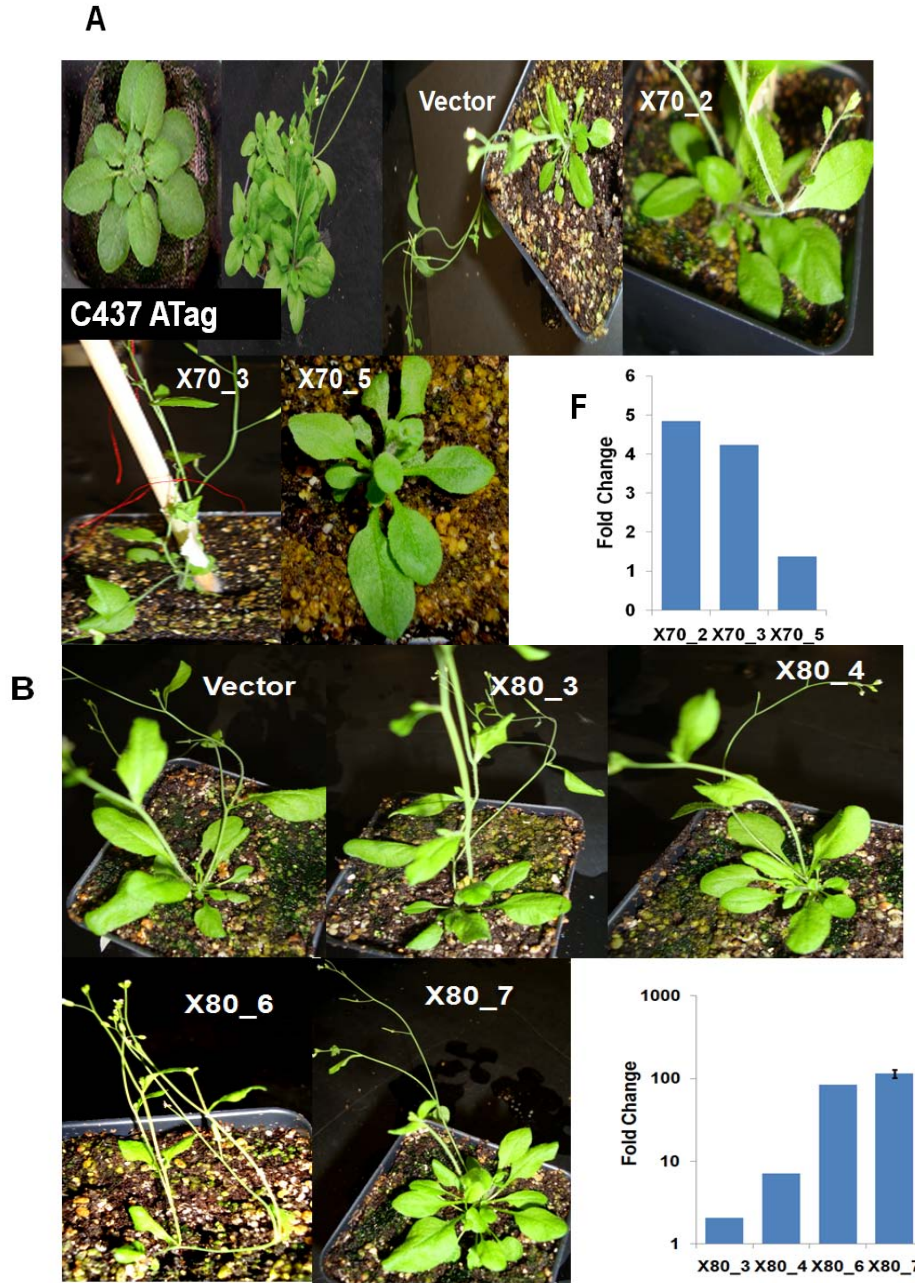 A
Vector
X70_2
C437 ATag
X70_3
X70_5
F
6
5
4
3
2
1
0
Fold Change
X70_2 X70_3 X70_5
B
Vector
X80_3
X80_4
X80_6
X80_7
1000
100
10
1
Fold Change
X80_3 X80_4 X80_6 X80_7